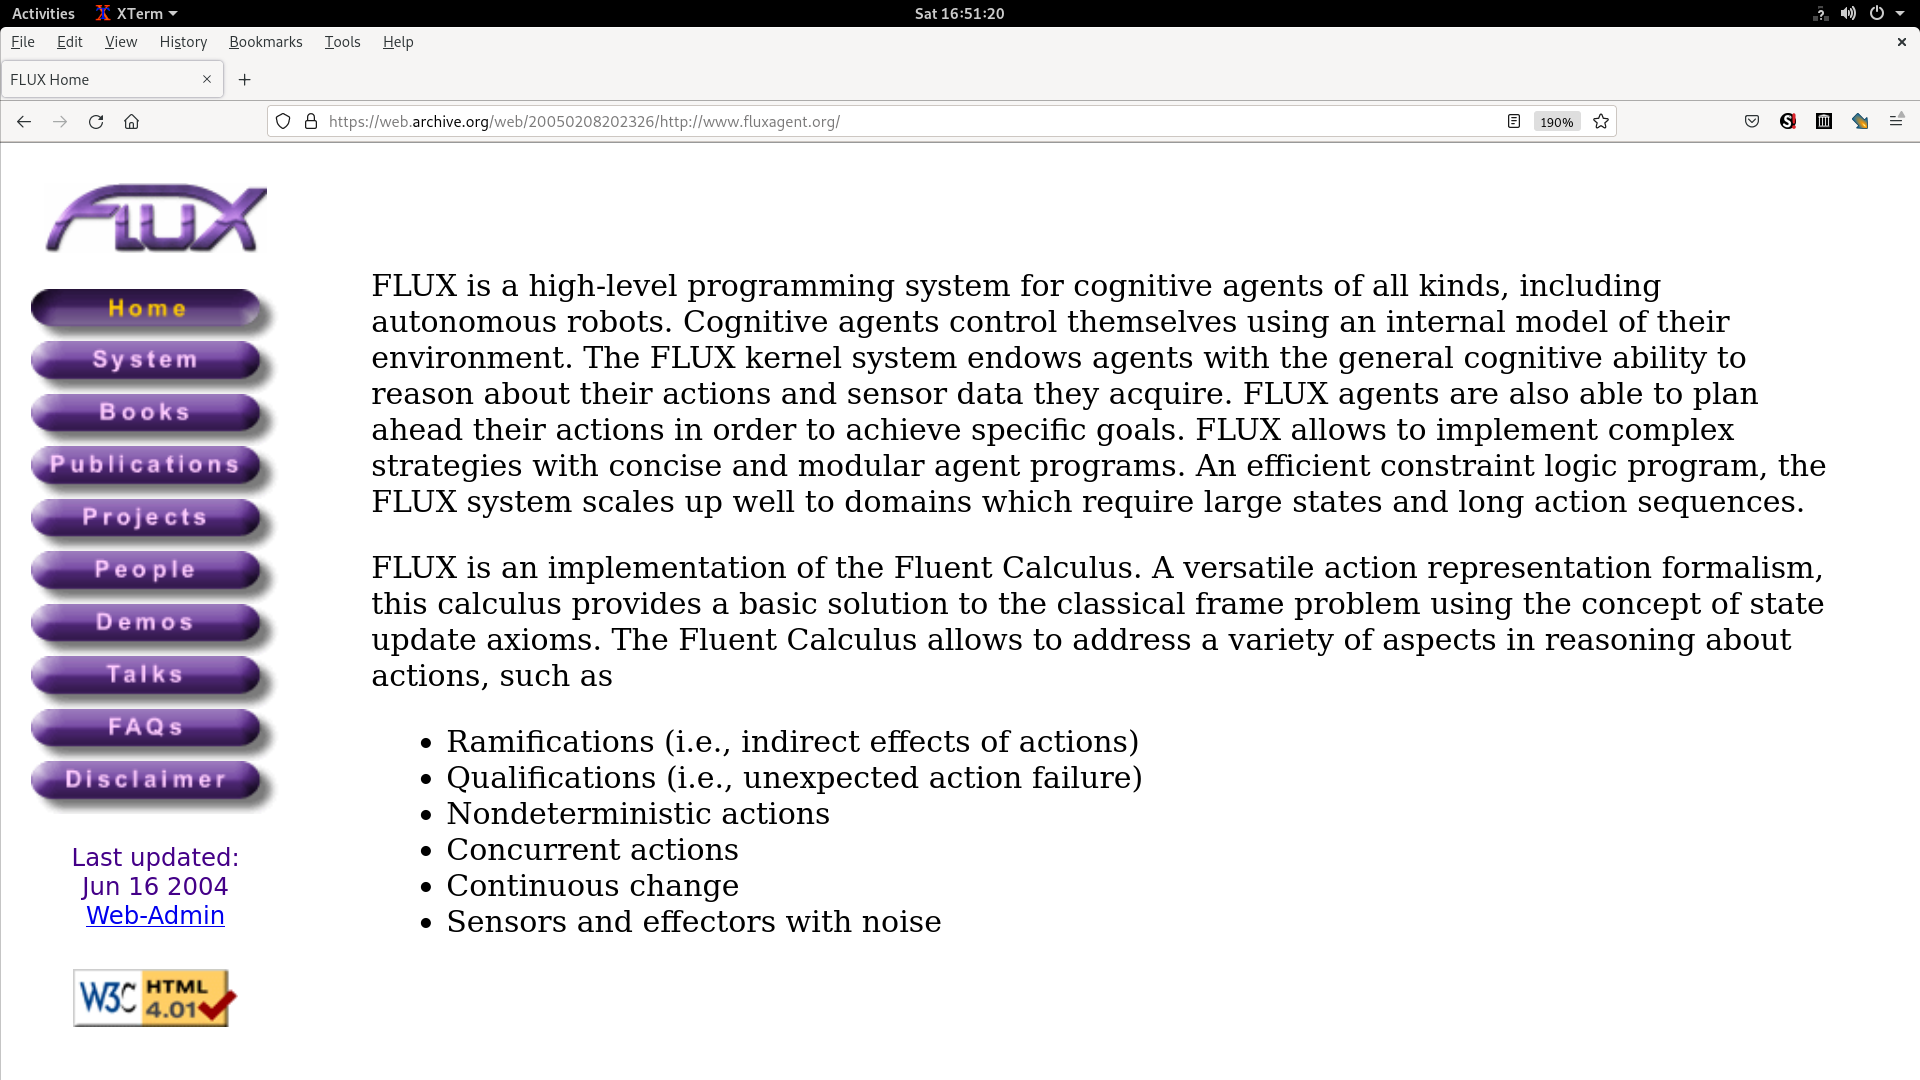 Activities XTerm Sat 16:51:20
File Edit View History Bookmarks Tools Help
FLUX Home
https://web.archive.org/web/20050208202326/http://www.fluxagent.org/ 190%
FLUX
Home
System
Books
Publications
Projects
People
Demos
Talks
FAQs
Disclaimer
Last updated:
Jun 16 2004
Web-Admin
W3C HTML 4.01
FLUX is a high-level programming system for cognitive agents of all kinds, including
autonomous robots. Cognitive agents control themselves using an internal model of their
environment. The FLUX kernel system endows agents with the general cognitive ability to
reason about their actions and sensor data they acquire. FLUX agents are also able to plan
ahead their actions in order to achieve specific goals. FLUX allows to implement complex
strategies with concise and modular agent programs. An efficient constraint logic program, the
FLUX system scales up well to domains which require large states and long action sequences.
FLUX is an implementation of the Fluent Calculus. A versatile action representation formalism,
this calculus provides a basic solution to the classical frame problem using the concept of state
update axioms. The Fluent Calculus allows to address a variety of aspects in reasoning about
actions, such as
• Ramifications (i.e., indirect effects of actions)
• Qualifications (i.e., unexpected action failure)
• Nondeterministic actions
• Concurrent actions
• Continuous change
• Sensors and effectors with noise